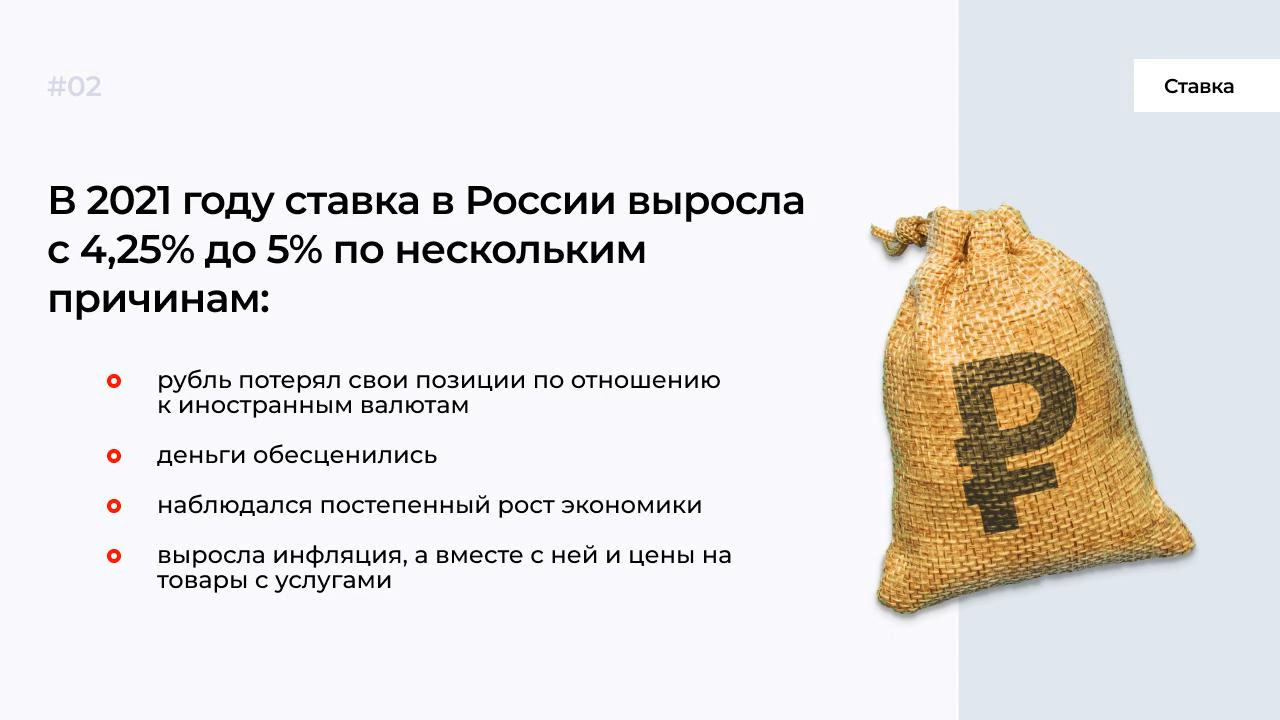 #02
Ставка
В 2021 году ставка в России выросла
с 4,25% до 5% по нескольким
причинам:
рубль потерял свои позиции по отношению
к иностранным валютам
деньги обесценились
наблюдался постепенный рост экономики
выросла инфляция, а вместе с ней и цены на
товары с услугами
₽